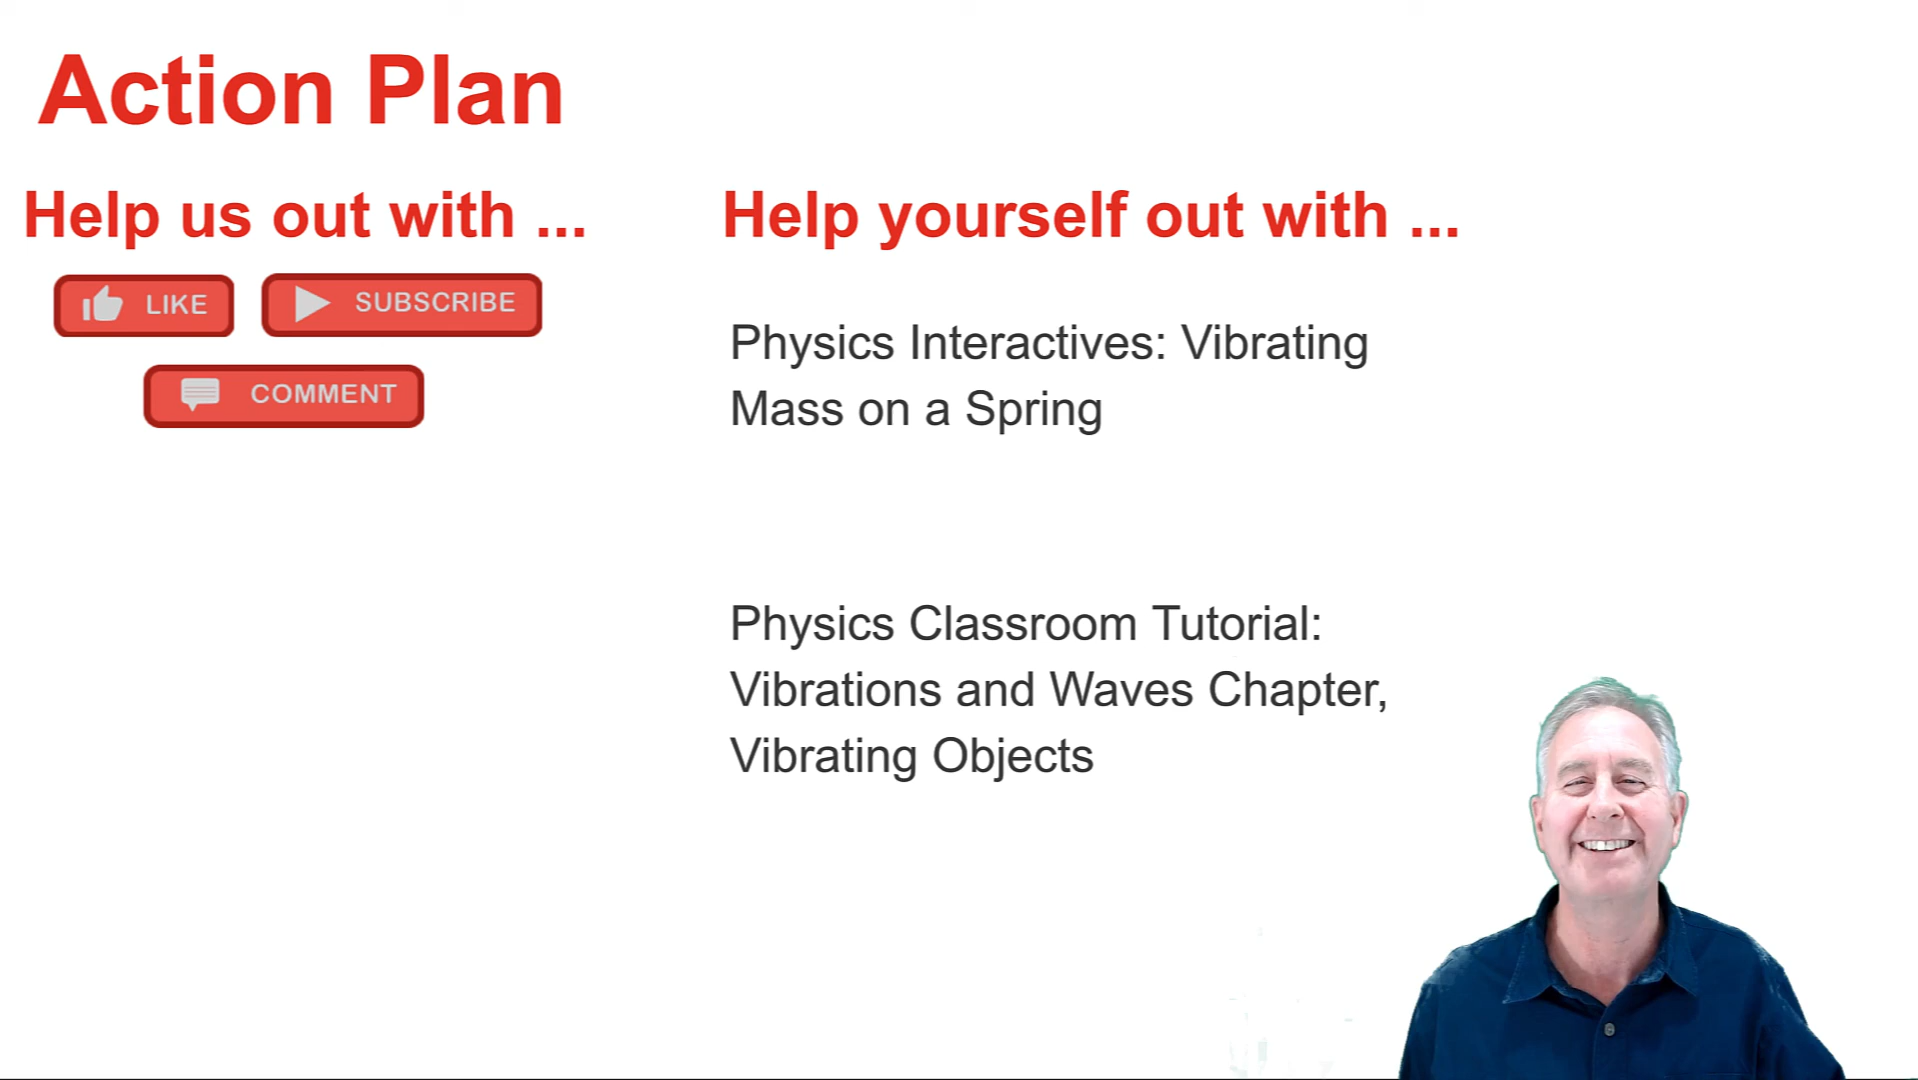 Action Plan
Help us out with ...
LIKE
SUBSCRIBE
COMMENT
Help yourself out with ...
Physics Interactives: Vibrating
Mass on a Spring
Physics Classroom Tutorial:
Vibrations and Waves Chapter,
Vibrating Objects